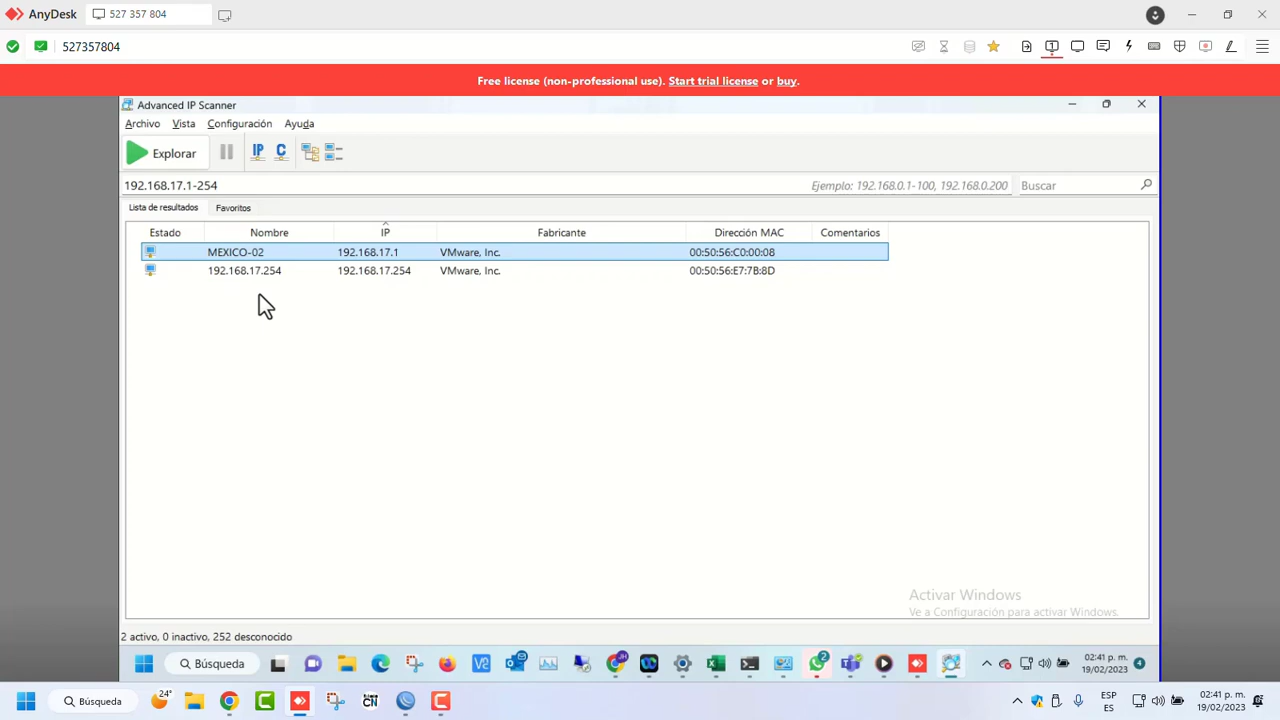 AnyDesk
527 357 804
527357804
Free license (non-professional use). Start trial license or buy.
Advanced IP Scanner
Archivo Vista Configuración Ayuda
Explorar IP C
192.168.17.1-254 Ejemplo: 192.168.0.1-100, 192.168.0.200 Buscar
Lista de resultados Favoritos
Estado Nombre IP Fabricante Dirección MAC Comentarios
MEXICO-02 192.168.17.1 VMware, Inc. 00:50:56:C0:00:08
192.168.17.254 192.168.17.254 VMware, Inc. 00:50:56:E7:7B:8D
Activar Windows
Ve a Configuración para activar Windows.
2 activo, 0 inactivo, 252 desconocido
Búsqueda 02:41 p. m.
19/02/2023
Búsqueda 24° ESP 02:41 p. m.
ES 19/02/2023